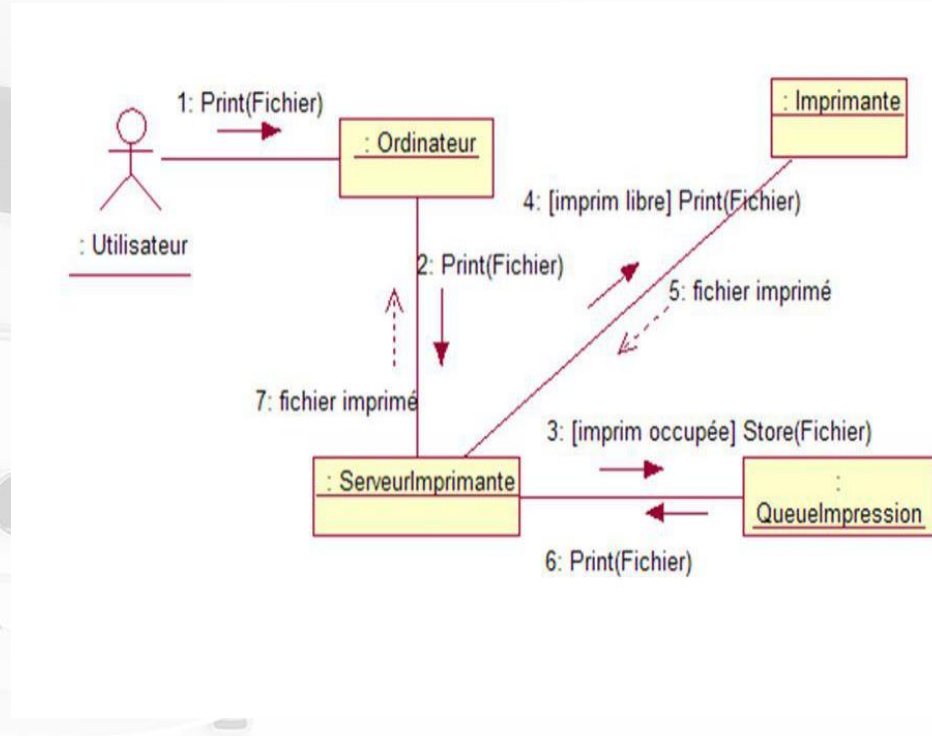 1: Print(Fichier)
: Imprimante
: Ordinateur
4: [imprim libre] Print(Fichier)
: Utilisateur
2: Print(Fichier)
5: fichier imprimé
7: fichier imprimé
3: [imprim occupée] Store(Fichier)
: ServeurImprimante
:
QueueImpression
6: Print(Fichier)